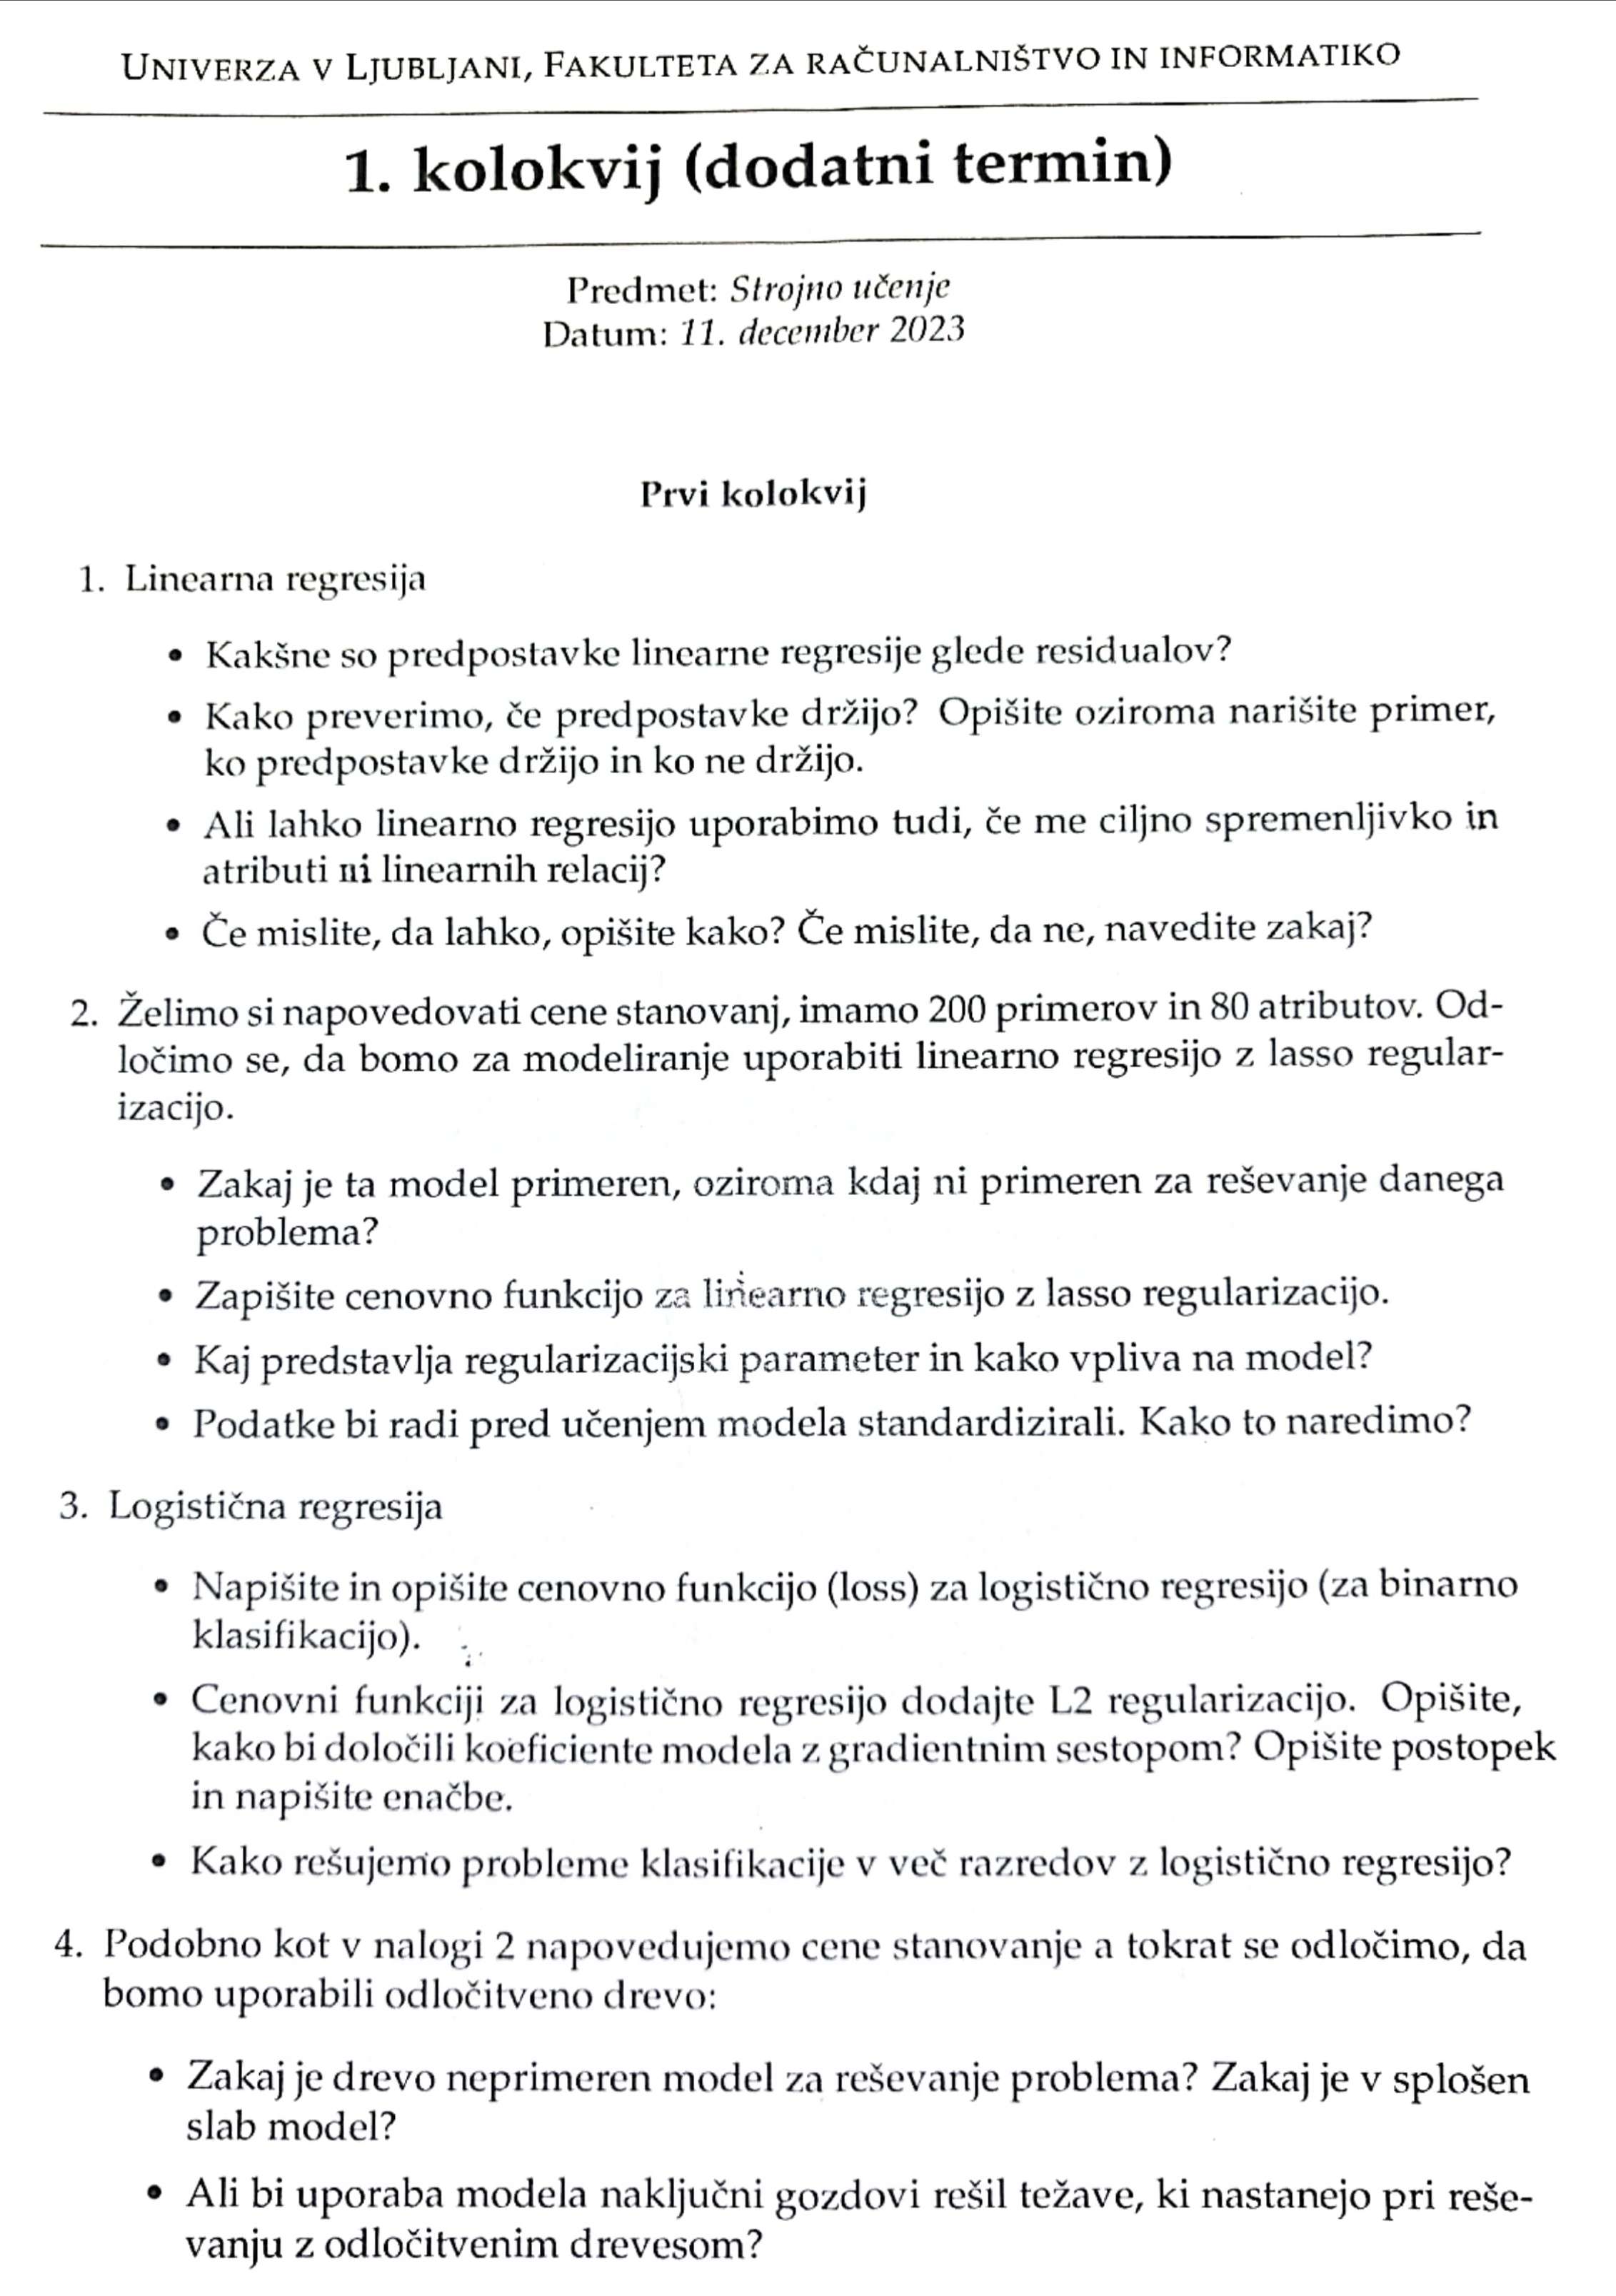 UNIVERZA V LJUBLJANI, FAKULTETA ZA RAČUNALNIŠTVO IN INFORMATIKO
1. kolokvij (dodatni termin)
Predmet: Strojno učenje
Datum: 11. december 2023
Prvi kolokvij
1. Linearna regresija
• Kakšne so predpostavke linearne regresije glede residualov?
• Kako preverimo, če predpostavke držijo? Opišite oziroma narišite primer,
ko predpostavke držijo in ko ne držijo.
• Ali lahko linearno regresijo uporabimo tudi, če me ciljno spremenljivko in
atributi ni linearnih relacij?
• Če mislite, da lahko, opišite kako? Če mislite, da ne, navedite zakaj?
2. Želimo si napovedovati cene stanovanj, imamo 200 primerov in 80 atributov. Od-
ločimo se, da bomo za modeliranje uporabiti linearno regresijo z lasso regular-
izacijo.
• Zakaj je ta model primeren, oziroma kdaj ni primeren za reševanje danega
problema?
• Zapišite cenovno funkcijo za linearno regresijo z lasso regularizacijo.
• Kaj predstavlja regularizacijski parameter in kako vpliva na model?
• Podatke bi radi pred učenjem modela standardizirali. Kako to naredimo?
3. Logistična regresija
• Napišite in opišite cenovno funkcijo (loss) za logistično regresijo (za binarno
klasifikacijo).
• Cenovni funkciji za logistično regresijo dodajte L2 regularizacijo. Opišite,
kako bi določili koeficiente modela z gradientnim sestopom? Opišite postopek
in napišite enačbe.
• Kako rešujemo probleme klasifikacije v več razredov z logistično regresijo?
4. Podobno kot v nalogi 2 napovedujemo cene stanovanje a tokrat se odločimo, da
bomo uporabili odločitveno drevo:
• Zakaj je drevo neprimeren model za reševanje problema? Zakaj je v splošen
slab model?
• Ali bi uporaba modela naključni gozdovi rešil težave, ki nastanejo pri reše-
vanju z odločitvenim drevesom?